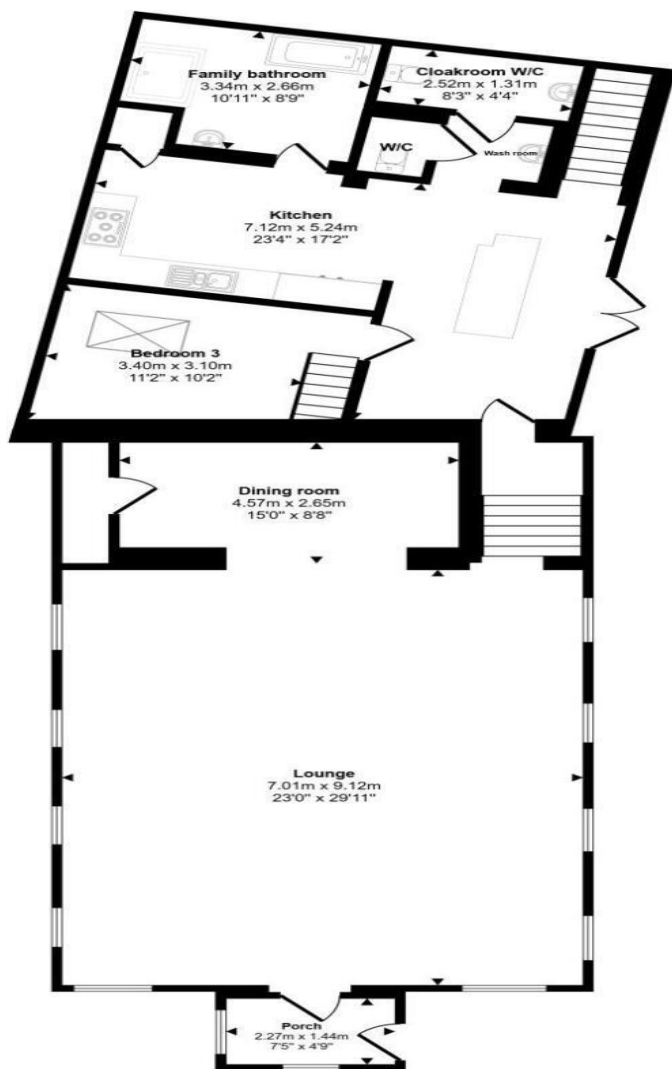 Family bathroom
3.34m x 2.66m
10'11" x 8'9"
Cloakroom W/C
2.52m x 1.31m
8'3" x 4'4"
W/C
Wash room
Kitchen
7.12m x 5.24m
23'4" x 17'2"
Bedroom 3
3.40m x 3.10m
11'2" x 10'2"
Dining room
4.57m x 2.65m
15'0" x 8'8"
Lounge
7.01m x 9.12m
23'0" x 29'11"
Porch
2.27m x 1.44m
7'5" x 4'9"